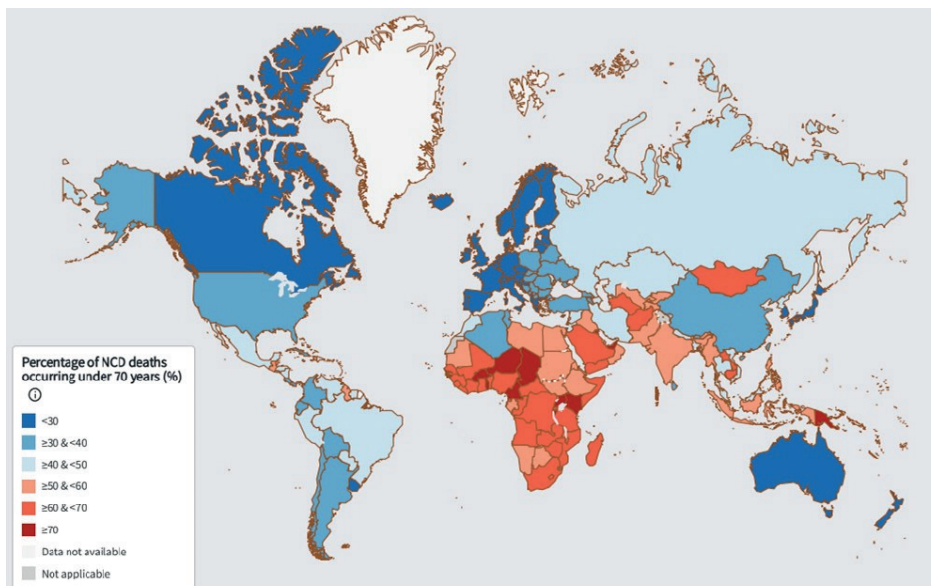 Percentage of NCD deaths
occurring under 70 years (%)
<30
≥30 & <40
≥40 & <50
≥50 & <60
≥60 & <70
≥70
Data not available
Not applicable